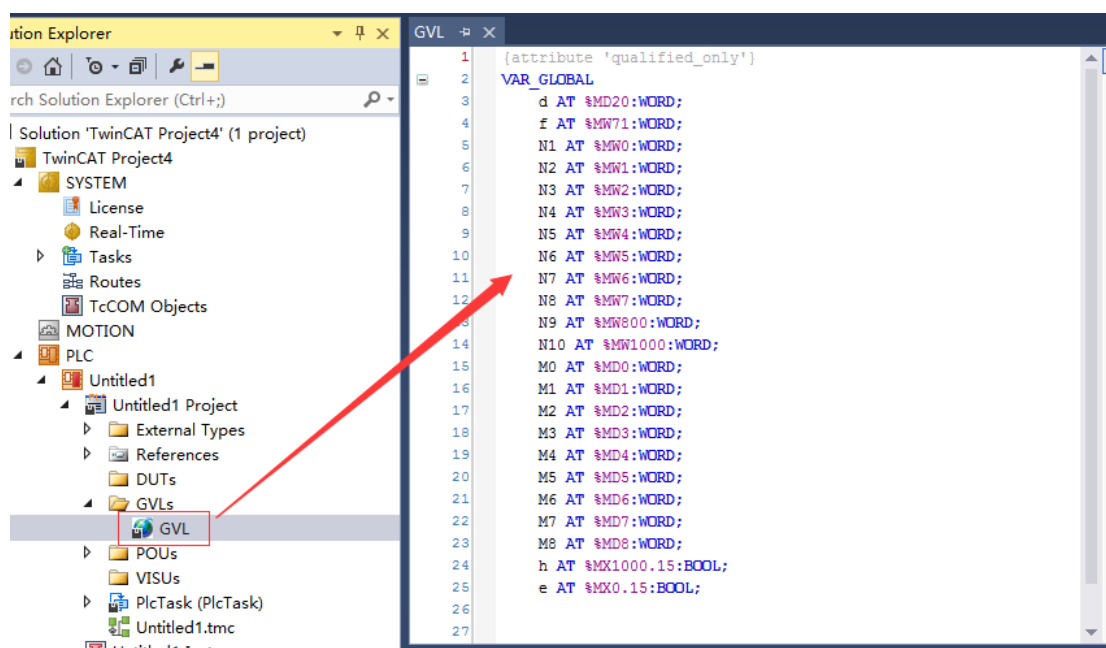 ution Explorer
rch Solution Explorer (Ctrl+;)
Solution 'TwinCAT Project4' (1 project)
TwinCAT Project4
SYSTEM
License
Real-Time
Tasks
Routes
TcCOM Objects
MOTION
PLC
Untitled1
Untitled1 Project
External Types
References
DUTs
GVLs
GVL
POUs
VISUs
PlcTask (PlcTask)
Untitled1.tmc
GVL
1 {attribute 'qualified_only'}
2 VAR_GLOBAL
3 d AT %MD20:WORD;
4 f AT %MW71:WORD;
5 N1 AT %MW0:WORD;
6 N2 AT %MW1:WORD;
7 N3 AT %MW2:WORD;
8 N4 AT %MW3:WORD;
9 N5 AT %MW4:WORD;
10 N6 AT %MW5:WORD;
11 N7 AT %MW6:WORD;
12 N8 AT %MW7:WORD;
13 N9 AT %MW800:WORD;
14 N10 AT %MW1000:WORD;
15 M0 AT %MD0:WORD;
16 M1 AT %MD1:WORD;
17 M2 AT %MD2:WORD;
18 M3 AT %MD3:WORD;
19 M4 AT %MD4:WORD;
20 M5 AT %MD5:WORD;
21 M6 AT %MD6:WORD;
22 M7 AT %MD7:WORD;
23 M8 AT %MD8:WORD;
24 h AT %MX1000.15:BOOL;
25 e AT %MX0.15:BOOL;
26
27